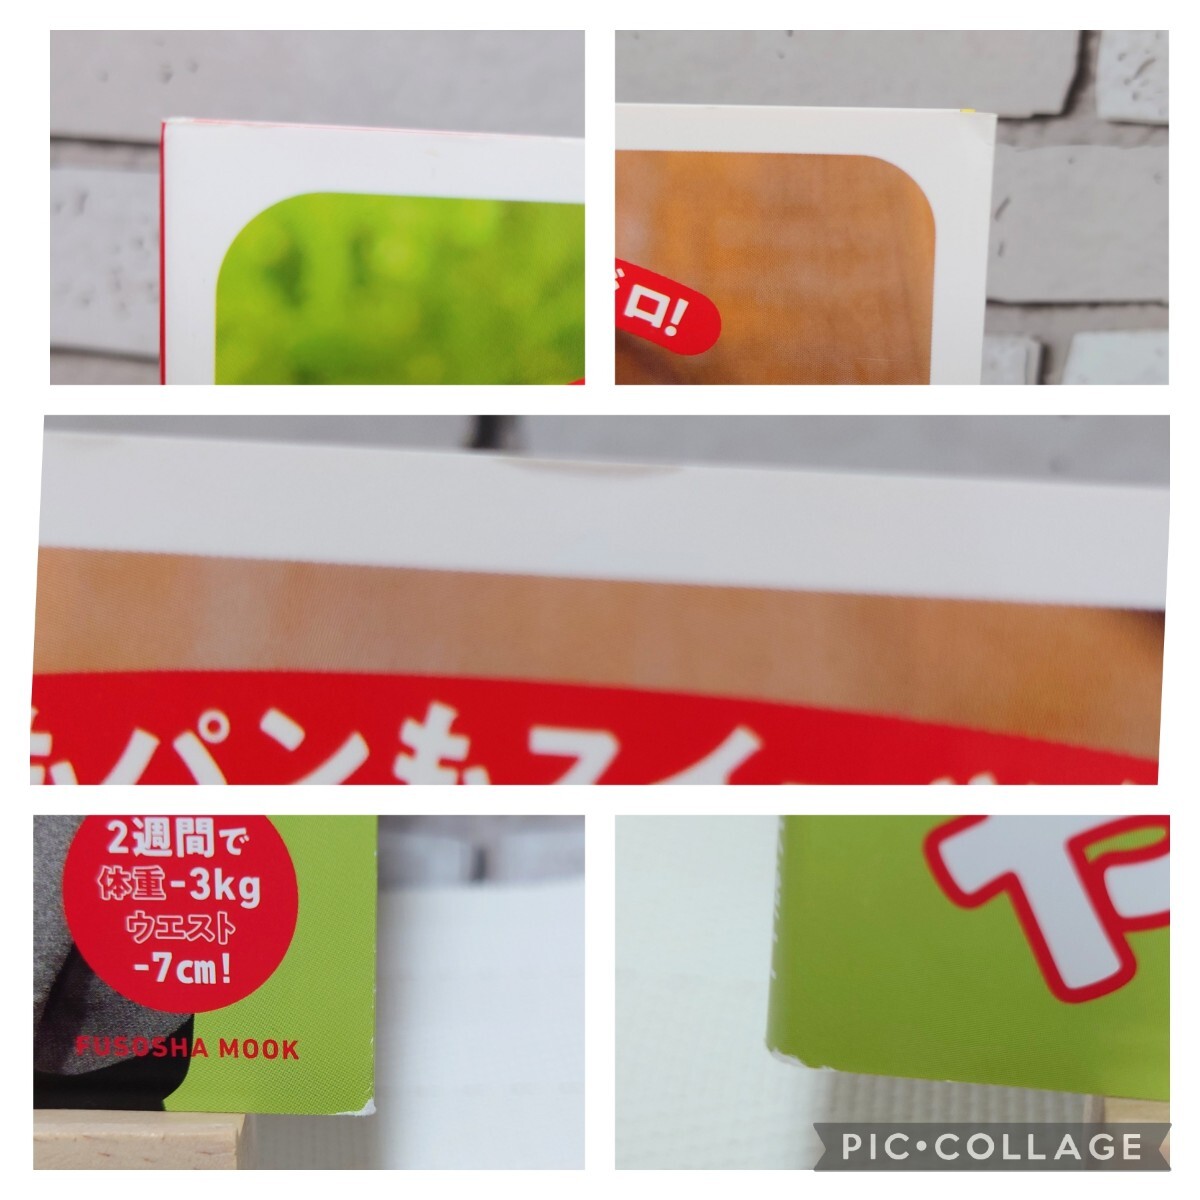 ロ!
もパンもスイ
2週間で
体重-3kg
ウエスト
-7cm!
FUSOSHA MOOK
PIC•COLLAGE